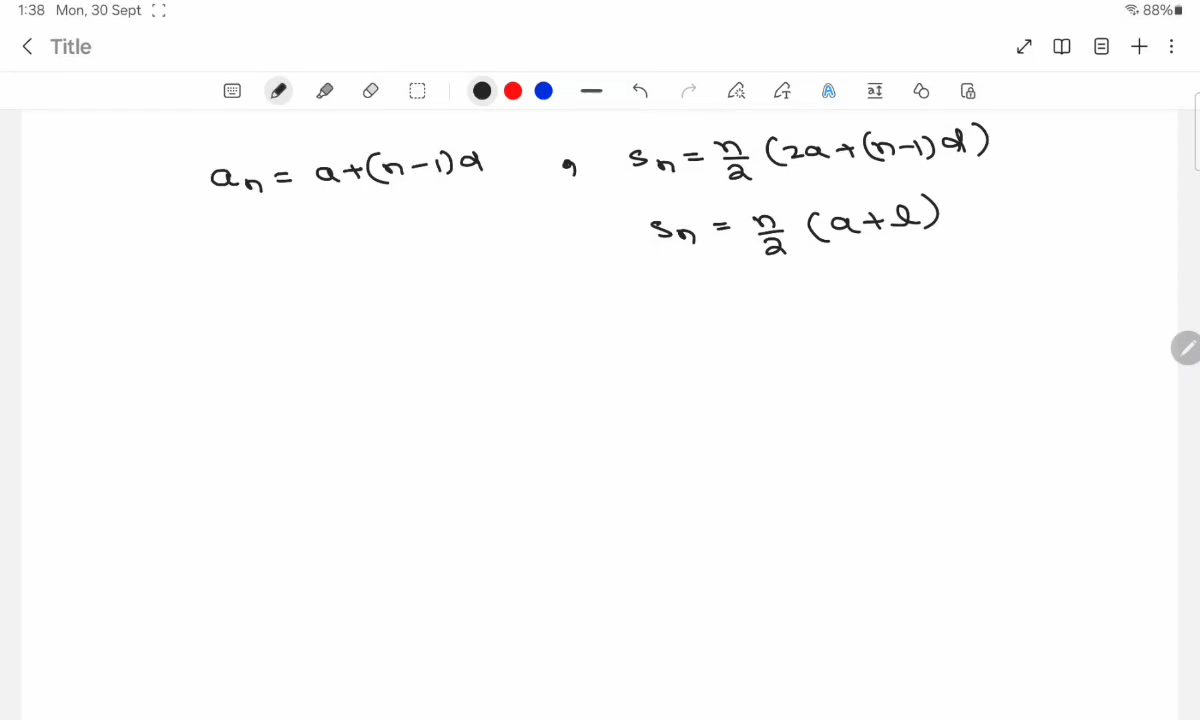 1:38 Mon, 30 Sept 88%
Title
aₙ = a+(n-1)d , Sₙ = n/2 (2a+(n-1)d)
Sₙ = n/2 (a+l)